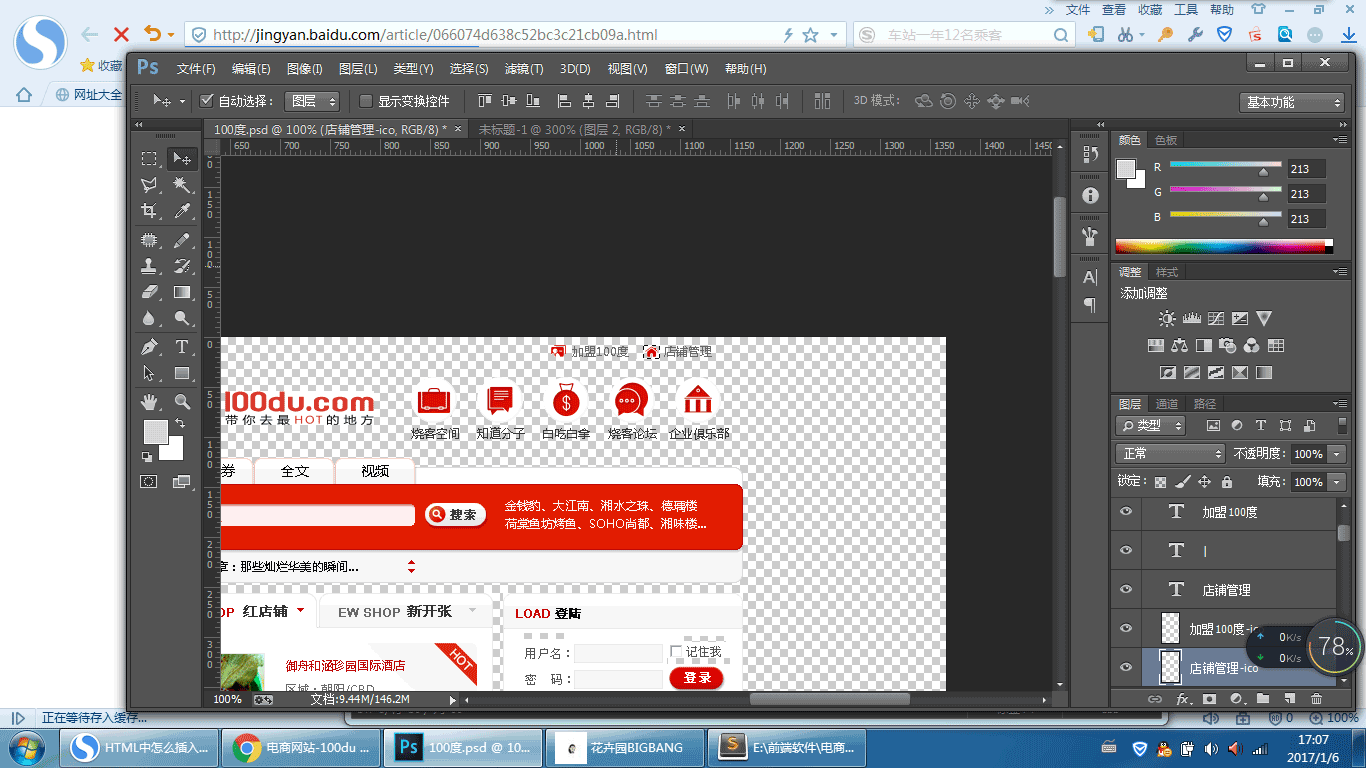 » 文件 查看 收藏 工具 帮助
http://jingyan.baidu.com/article/066074d638c52bc3c21cb09a.html
车站一年12名乘客
收藏
网址大全
Ps 文件(F) 编辑(E) 图像(I) 图层(L) 类型(Y) 选择(S) 滤镜(T) 3D(D) 视图(V) 窗口(W) 帮助(H)
自动选择： 图层 显示变换控件 3D 模式： 基本功能
100度.psd @ 100% (店铺管理-ico, RGB/8) * × 未标题-1 @ 300% (图层 2, RGB/8) * ×
650 700 750 800 850 900 950 1000 1050 1100 1150 1200 1250 1300 1350 1400 1450
颜色 色板
R 213
G 213
B 213
调整 样式
添加调整
加盟100度 店铺管理
100du.com
带你去最HOT的地方
烧客空间 知道分子 白吃白拿 烧客论坛 企业俱乐部
券 全文 视频
搜索
金钱豹、大江南、湘水之珠、德瑞楼
荷棠鱼坊烤鱼、SOHO尚都、湘味楼...
章：那些灿烂华美的瞬间...
OP 红店铺 EW SHOP 新开张 LOAD 登陆
御舟和涵珍园国际酒店
HOT
区域：朝阳/CBD
用户名： 记住我
密 码： 登 录
图层 通道 路径
类型
正常 不透明度： 100%
锁定： 填充： 100%
加盟100度
|
店铺管理
加盟100度-ic
店铺管理-ico
0K/s
0K/s
78%
100% 文档:9.44M/146.2M
正在等待存入缓存...
0 100%
HTML中怎么插入... 电商网站-100du ... 100度.psd @ 10... 花卉园BIGBANG E:\前端软件\电商...
17:07
2017/1/6